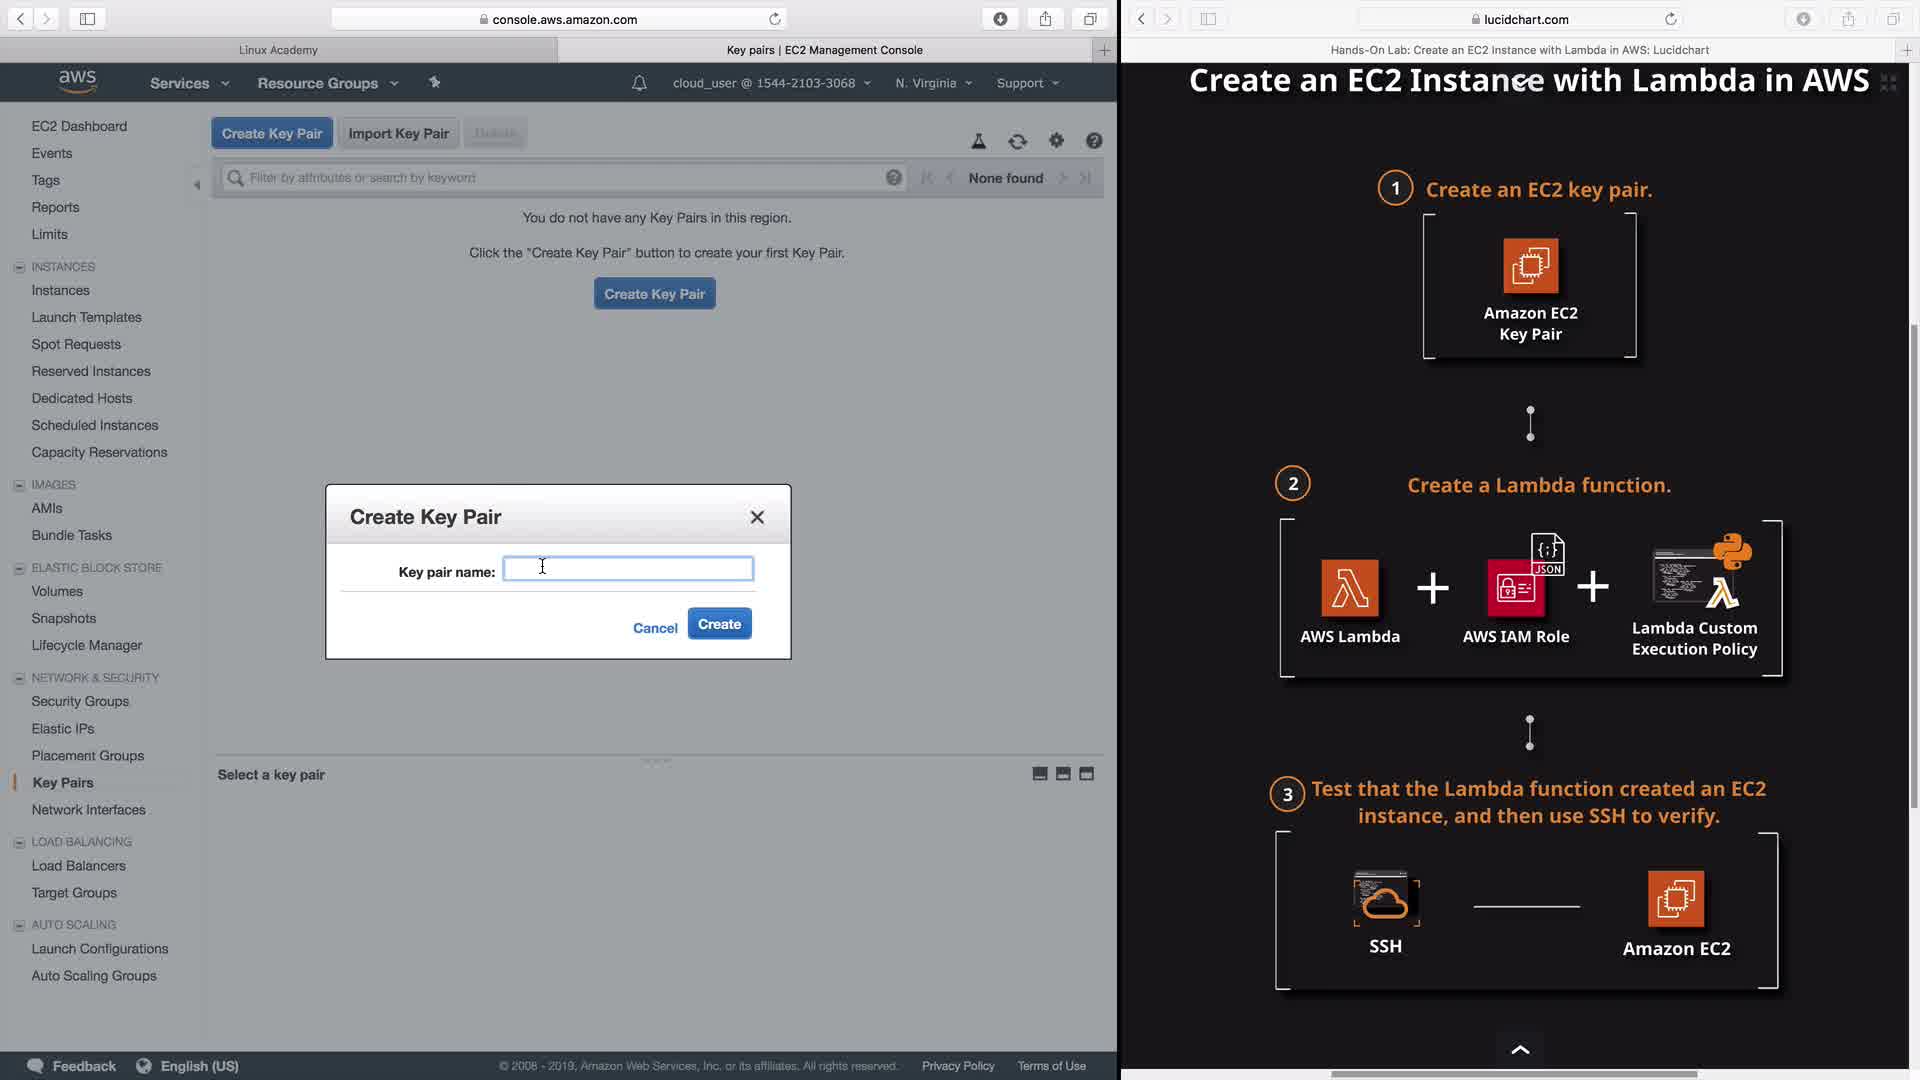 console.aws.amazon.com
Linux Academy
Key pairs | EC2 Management Console
aws
Services
Resource Groups
cloud_user @ 1544-2103-3068
N. Virginia
Support
EC2 Dashboard
Events
Tags
Reports
Limits
INSTANCES
Instances
Launch Templates
Spot Requests
Reserved Instances
Dedicated Hosts
Scheduled Instances
Capacity Reservations
IMAGES
AMIs
Bundle Tasks
ELASTIC BLOCK STORE
Volumes
Snapshots
Lifecycle Manager
NETWORK & SECURITY
Security Groups
Elastic IPs
Placement Groups
Key Pairs
Network Interfaces
LOAD BALANCING
Load Balancers
Target Groups
AUTO SCALING
Launch Configurations
Auto Scaling Groups
Create Key Pair
Import Key Pair
Delete
Filter by attributes or search by keyword
None found
You do not have any Key Pairs in this region.
Click the "Create Key Pair" button to create your first Key Pair.
Create Key Pair
Create Key Pair
Key pair name:
Cancel
Create
Select a key pair
Feedback
English (US)
© 2008 - 2019, Amazon Web Services, Inc. or its affiliates. All rights reserved.
Privacy Policy
Terms of Use
lucidchart.com
Hands-On Lab: Create an EC2 Instance with Lambda in AWS: Lucidchart
Create an EC2 Instance with Lambda in AWS
1
Create an EC2 key pair.
Amazon EC2
Key Pair
2
Create a Lambda function.
JSON
AWS Lambda
AWS IAM Role
Lambda Custom
Execution Policy
3
Test that the Lambda function created an EC2
instance, and then use SSH to verify.
SSH
Amazon EC2